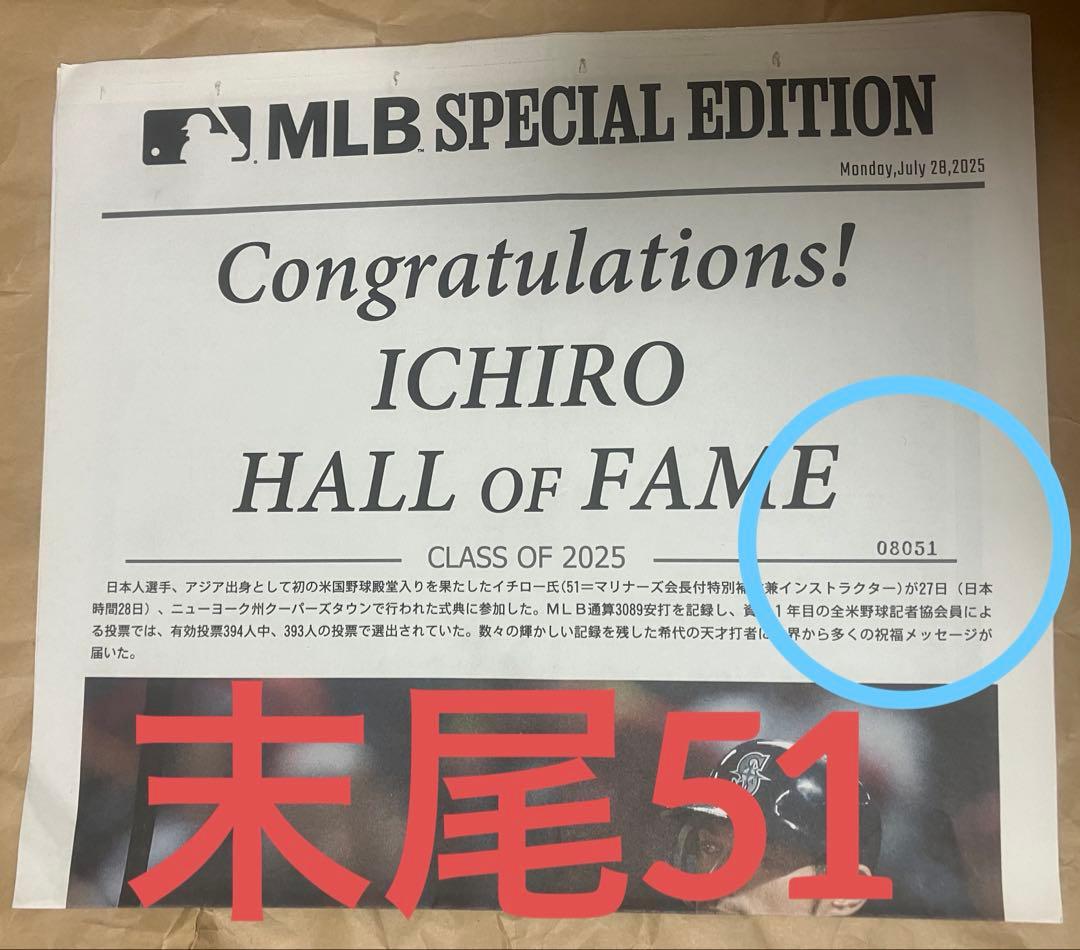 MLB SPECIAL EDITION
Monday,July 28,2025
Congratulations!
ICHIRO
HALL OF FAME
08051
CLASS OF 2025
日本人選手、アジア出身として初の米国野球殿堂入りを果たしたイチロー氏(51=マリナーズ会長付特別補 兼インストラクター)が27日(日本
時間28日)、ニューヨーク州クーパーズタウンで行われた式典に参加した。MLB通算3089安打を記録し、資 1年目の全米野球記者協会会員によ
る投票では、有効投票394人中、393人の投票で選出されていた。数々の輝かしい記録を残した希代の天才打者に 界から多くの祝福メッセージが
届いた。
末尾51